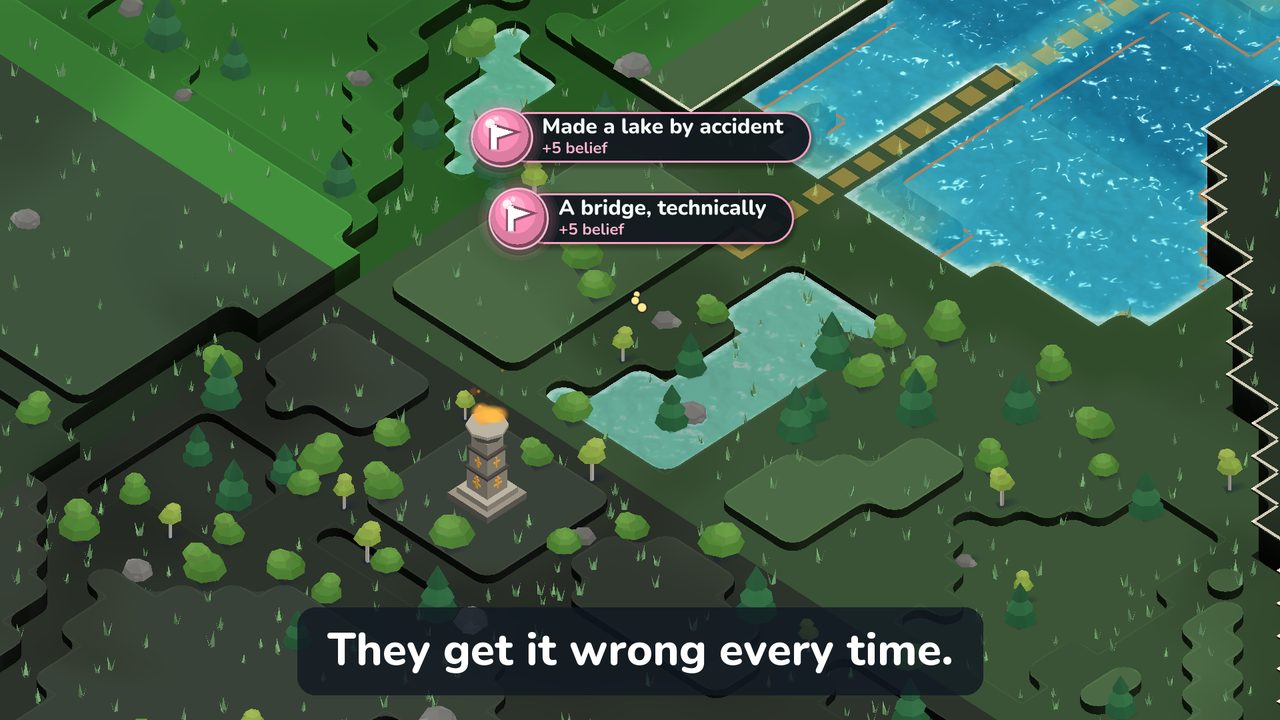 Made a lake by accident
+5 belief
A bridge, technically
+5 belief
They get it wrong every time.